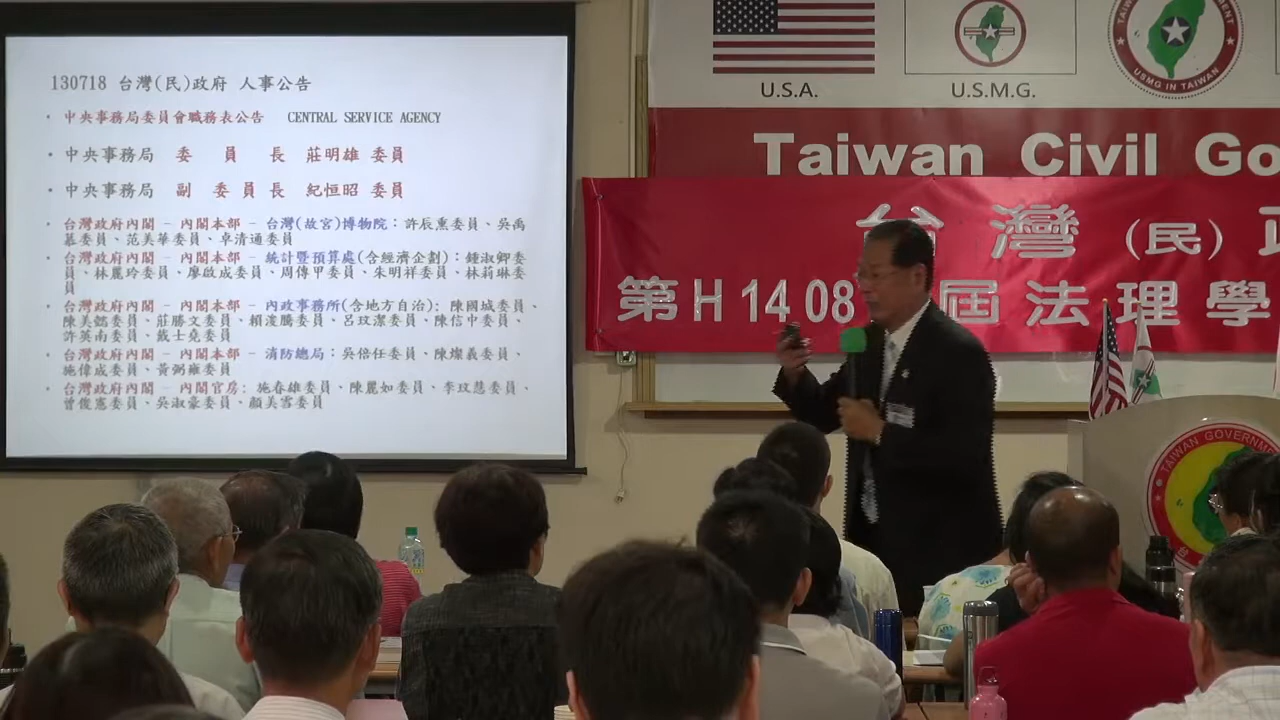 130718 台灣(民)政府 人事公告
• 中央事務局委員會職務表公告 CENTRAL SERVICE AGENCY
• 中央事務局 委 員 長 莊明雄 委員
• 中央事務局 副 委 員 長 紀恒昭 委員
• 台灣政府內閣 – 內閣本部 – 台灣(故宮)博物院：許辰熏委員、吳禹
慕委員、范美華委員、卓清通委員
• 台灣政府內閣 – 內閣本部 – 統計暨預算處(含經濟企劃)：鍾淑卿委
員、林麗玲委員、廖啟成委員、周傳甲委員、朱明祥委員、林莉琳委
員
• 台灣政府內閣 – 內閣本部 – 內政事務所(含地方自治)：陳國城委員、
陳美懿委員、莊勝文委員、賴淩騰委員、呂玟潔委員、陳信中委員、
許英南委員、戴士堯委員
• 台灣政府內閣 – 內閣本部 – 消防總局：吳倍任委員、陳燦義委員、
施偉成委員、黃弼雍委員
• 台灣政府內閣 – 內閣官房：施春雄委員、陳麗如委員、李玟慧委員、
曾俊憲委員、吳淑豪委員、顏美雪委員
U.S.A.
U.S.M.G.
USMG IN TAIWAN
Taiwan Civil Go
台 灣 (民) 政
第H1408 屆法理學
TAIWAN GOVERNM
台